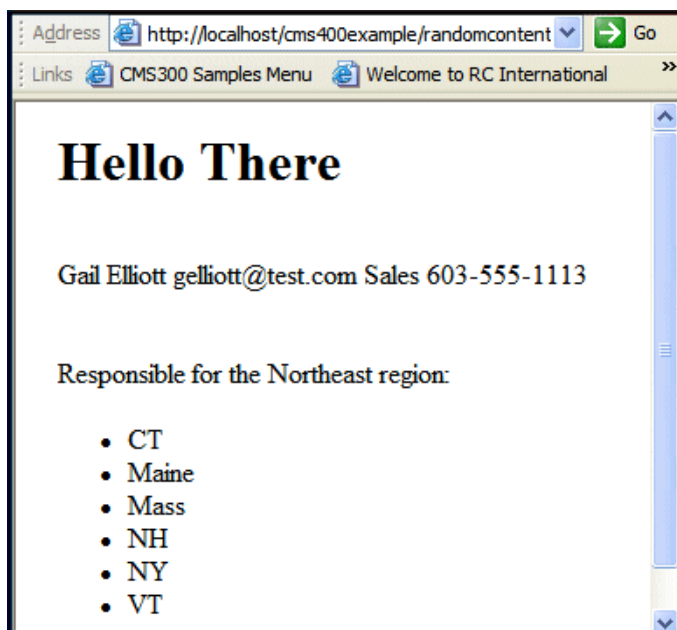 Address http://localhost/cms400example/randomcontent Go
Links CMS300 Samples Menu Welcome to RC International »
Hello There
Gail Elliott gelliott@test.com Sales 603-555-1113
Responsible for the Northeast region:
• CT
• Maine
• Mass
• NH
• NY
• VT